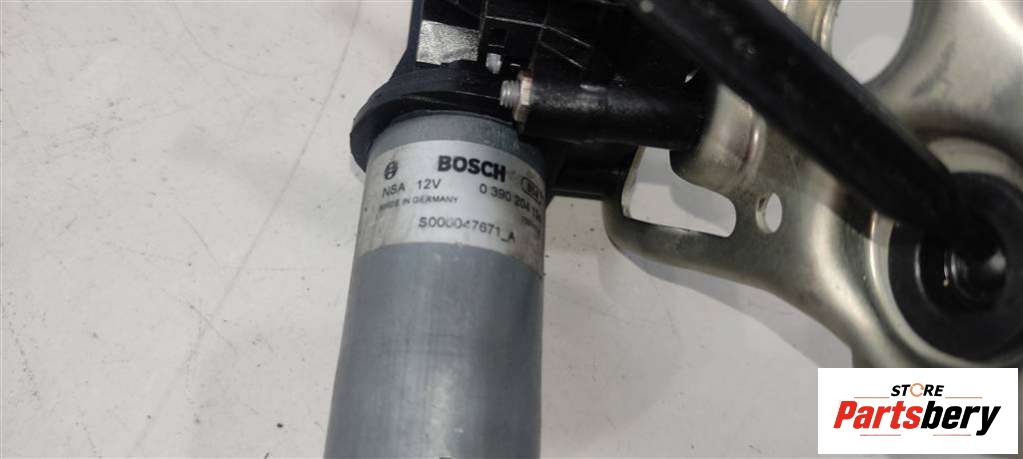 BOSCH
NSA 12V 0 390 204
MADE IN GERMANY
S000047671_A
STORE
Partsbery